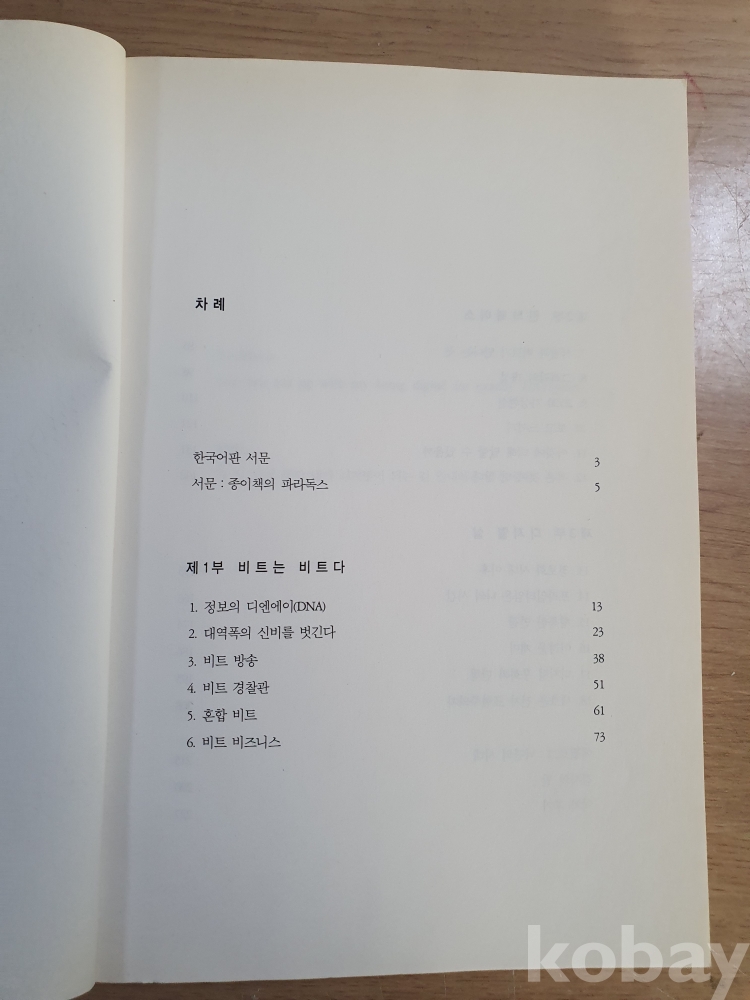 차례
한국어판 서문 3
서문 : 종이책의 파라독스 5
제1부 비트는 비트다
1. 정보의 디엔에이(DNA) 13
2. 대역폭의 신비를 벗긴다 23
3. 비트 방송 38
4. 비트 경찰관 51
5. 혼합 비트 61
6. 비트 비즈니스 73
kobay